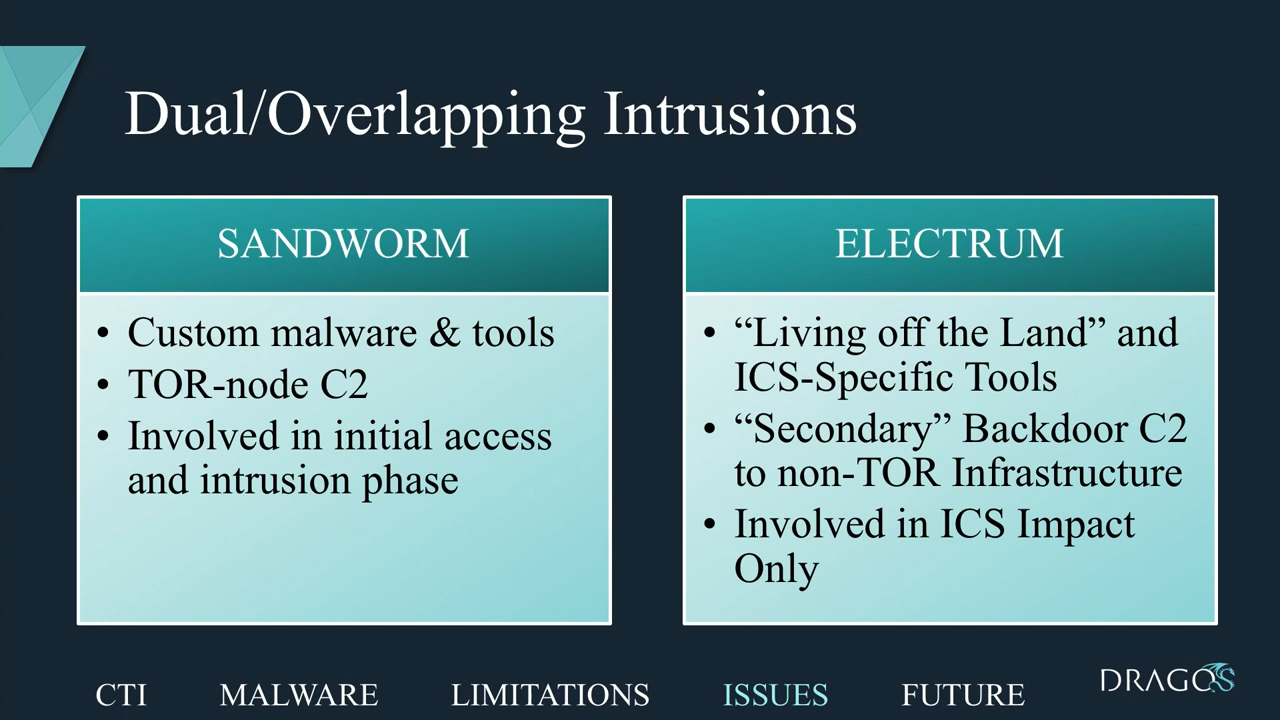 Dual/Overlapping Intrusions
SANDWORM
• Custom malware & tools
• TOR-node C2
• Involved in initial access
and intrusion phase
ELECTRUM
• “Living off the Land” and
ICS-Specific Tools
• “Secondary” Backdoor C2
to non-TOR Infrastructure
• Involved in ICS Impact
Only
CTI MALWARE LIMITATIONS ISSUES FUTURE
DRAGOS